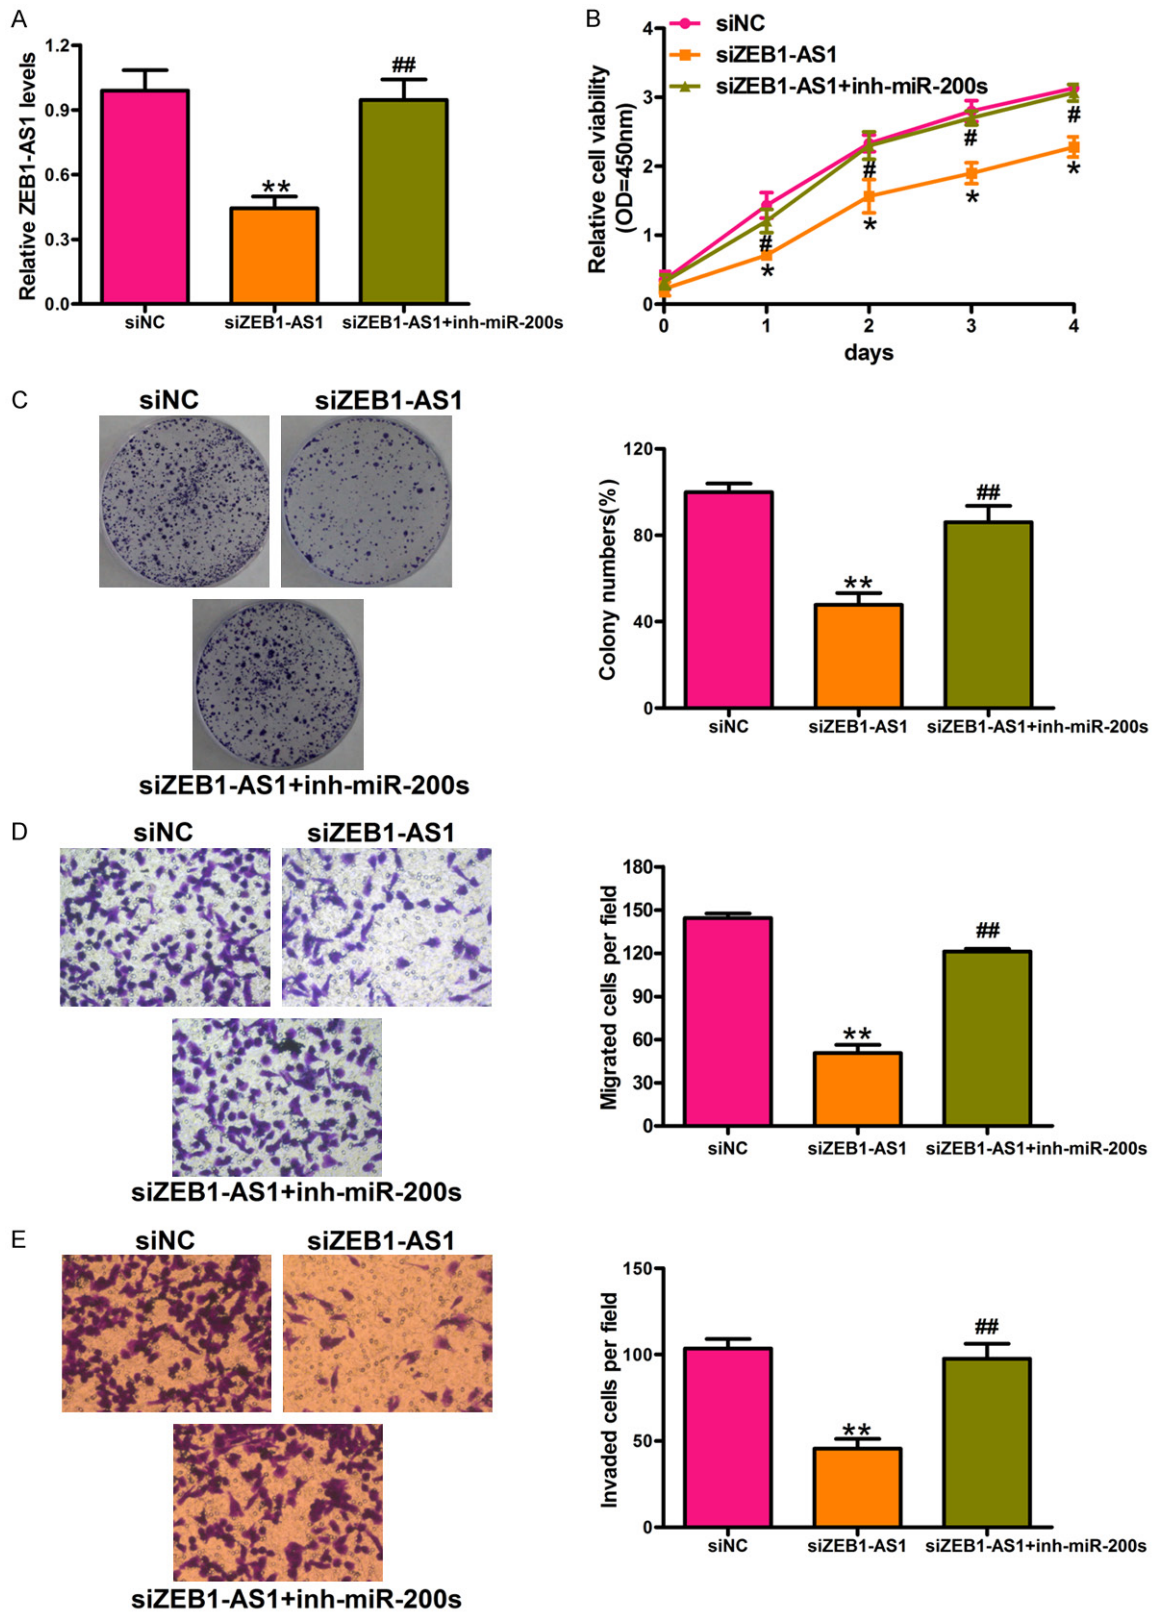 A
Relative ZEB1-AS1 levels
1.2
0.9
0.6
0.3
0.0
**
##
siNC
siZEB1-AS1
siZEB1-AS1+inh-miR-200s
B
siNC
siZEB1-AS1
siZEB1-AS1+inh-miR-200s
Relative cell viability
(OD=450nm)
4
3
2
1
0
#
#
#
#
*
*
*
*
0
1
2
3
4
days
C
siNC
siZEB1-AS1
siZEB1-AS1+inh-miR-200s
Colony numbers(%)
120
80
40
0
**
##
siNC
siZEB1-AS1
siZEB1-AS1+inh-miR-200s
D
siNC
siZEB1-AS1
siZEB1-AS1+inh-miR-200s
Migrated cells per field
180
150
120
90
60
30
0
**
##
siNC
siZEB1-AS1
siZEB1-AS1+inh-miR-200s
E
siNC
siZEB1-AS1
siZEB1-AS1+inh-miR-200s
Invaded cells per field
150
100
50
0
**
##
siNC
siZEB1-AS1
siZEB1-AS1+inh-miR-200s